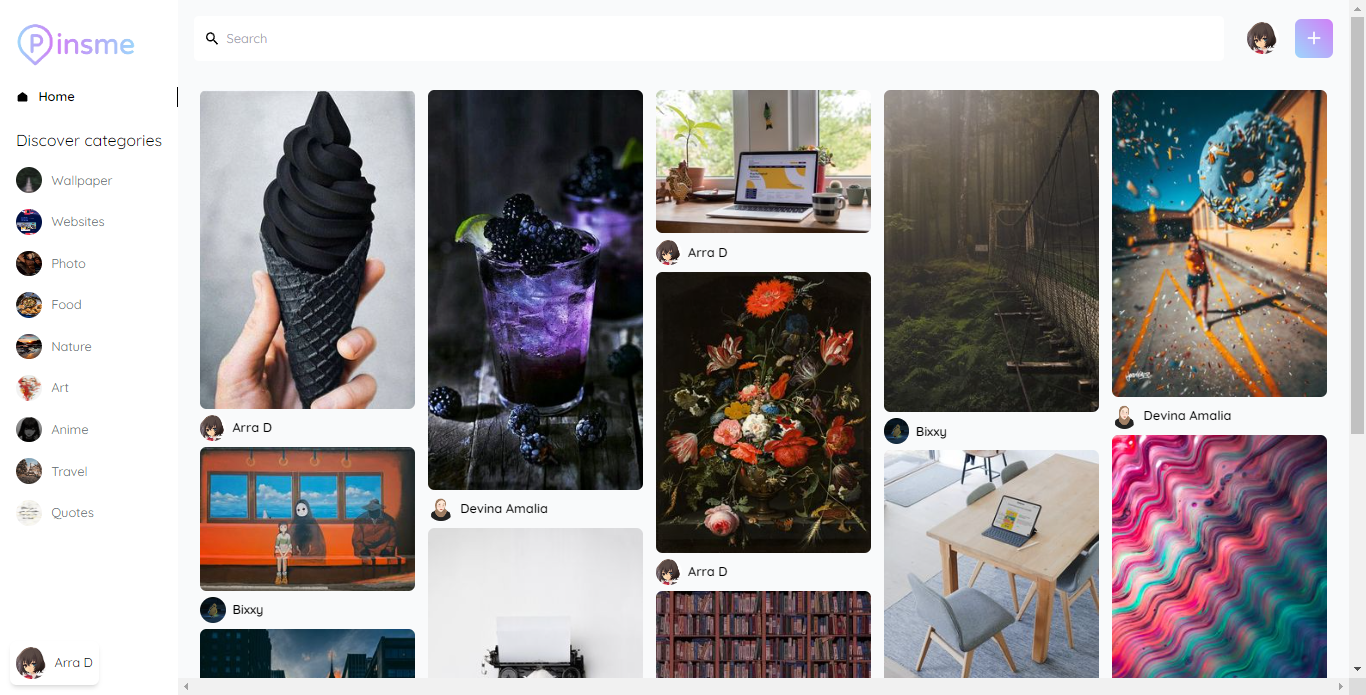 Pinsme
Search
Home
Discover categories
Wallpaper
Websites
Photo
Food
Nature
Art
Anime
Travel
Quotes
Arra D
Arra D
Bixxy
Devina Amalia
Arra D
Arra D
Bixxy
Devina Amalia